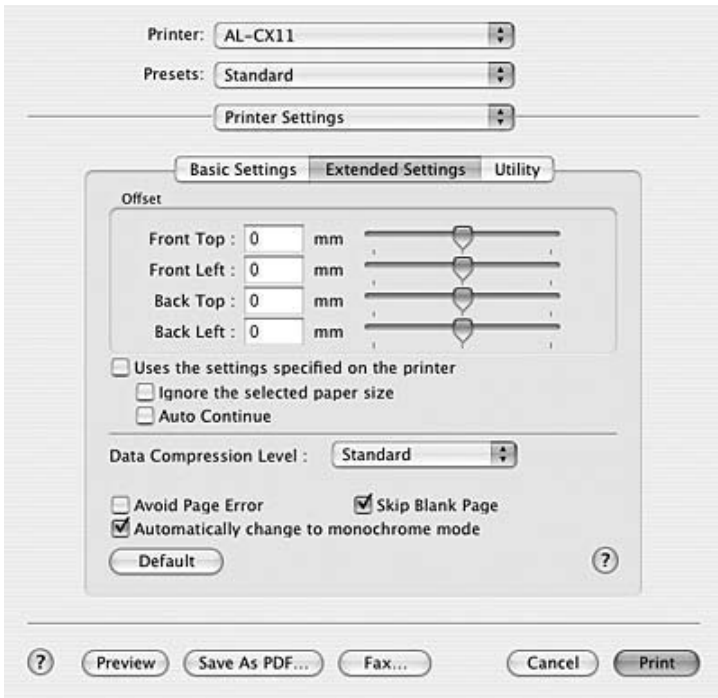 Printer: AL-CX11
Presets: Standard
Printer Settings
Basic Settings Extended Settings Utility
Offset
Front Top : 0 mm
Front Left : 0 mm
Back Top : 0 mm
Back Left : 0 mm
Uses the settings specified on the printer
Ignore the selected paper size
Auto Continue
Data Compression Level : Standard
Avoid Page Error Skip Blank Page
Automatically change to monochrome mode
Default ?
? Preview Save As PDF... Fax... Cancel Print